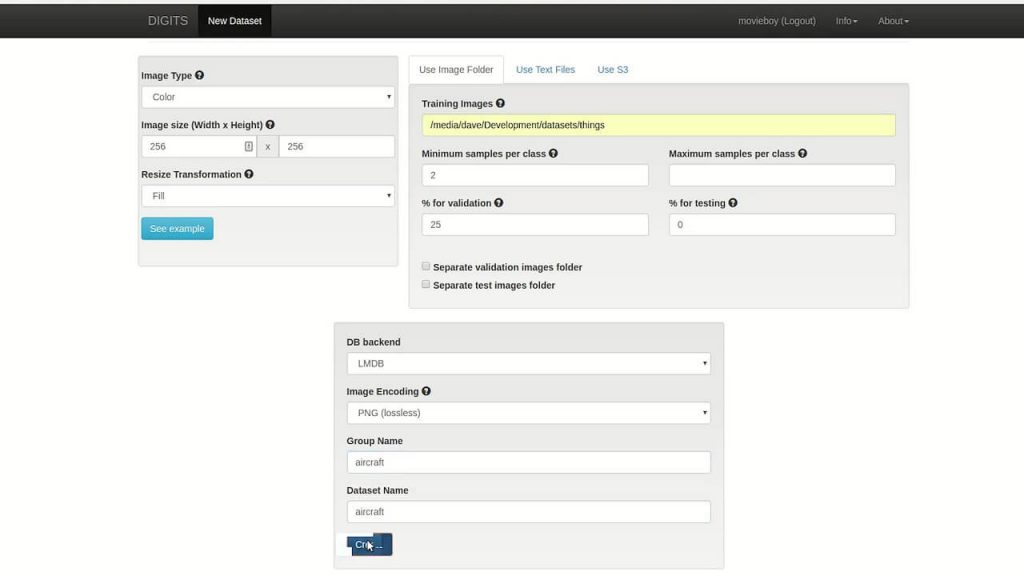 DIGITS New Dataset movieboy (Logout) Info About
Image Type
Color
Image size (Width x Height)
256 x 256
Resize Transformation
Fill
See example
Use Image Folder Use Text Files Use S3
Training Images
/media/dave/Development/datasets/things
Minimum samples per class Maximum samples per class
2
% for validation % for testing
25 0
Separate validation images folder
Separate test images folder
DB backend
LMDB
Image Encoding
PNG (lossless)
Group Name
aircraft
Dataset Name
aircraft